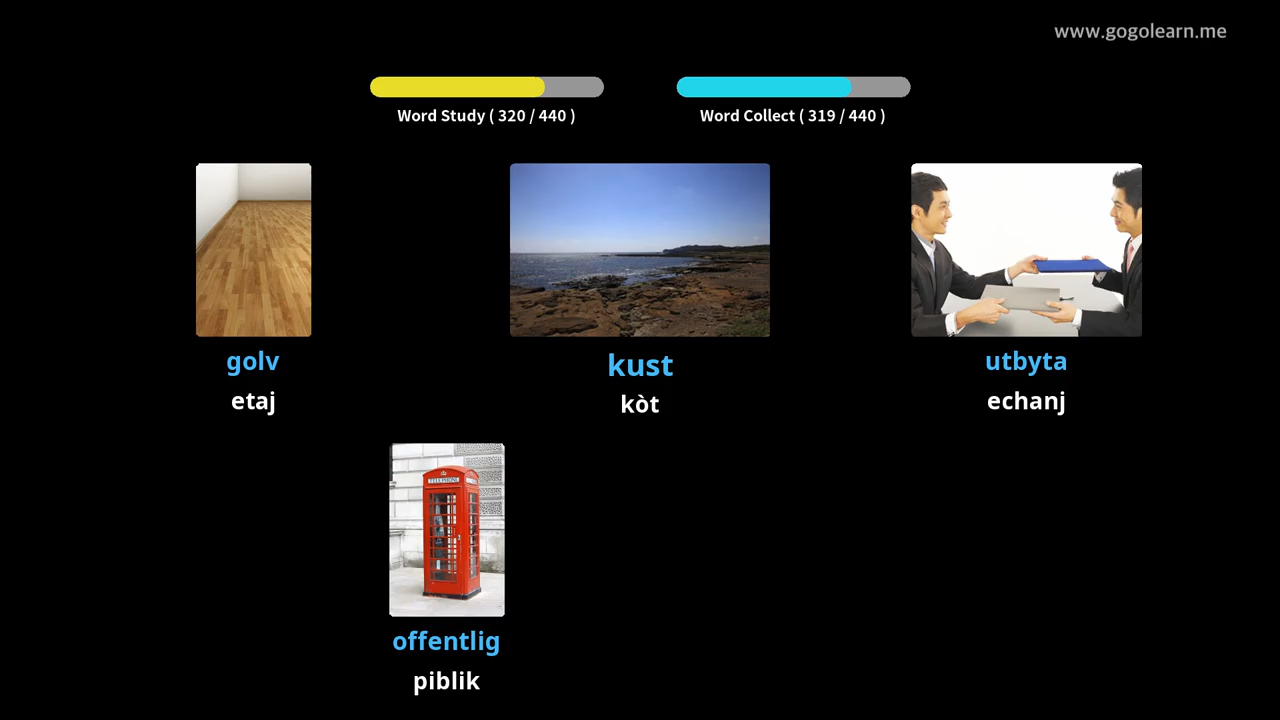 www.gogolearn.me
Word Study ( 320 / 440 )
Word Collect ( 319 / 440 )
golv
etaj
kust
kòt
utbyta
echanj
TELEPHONE
offentlig
piblik